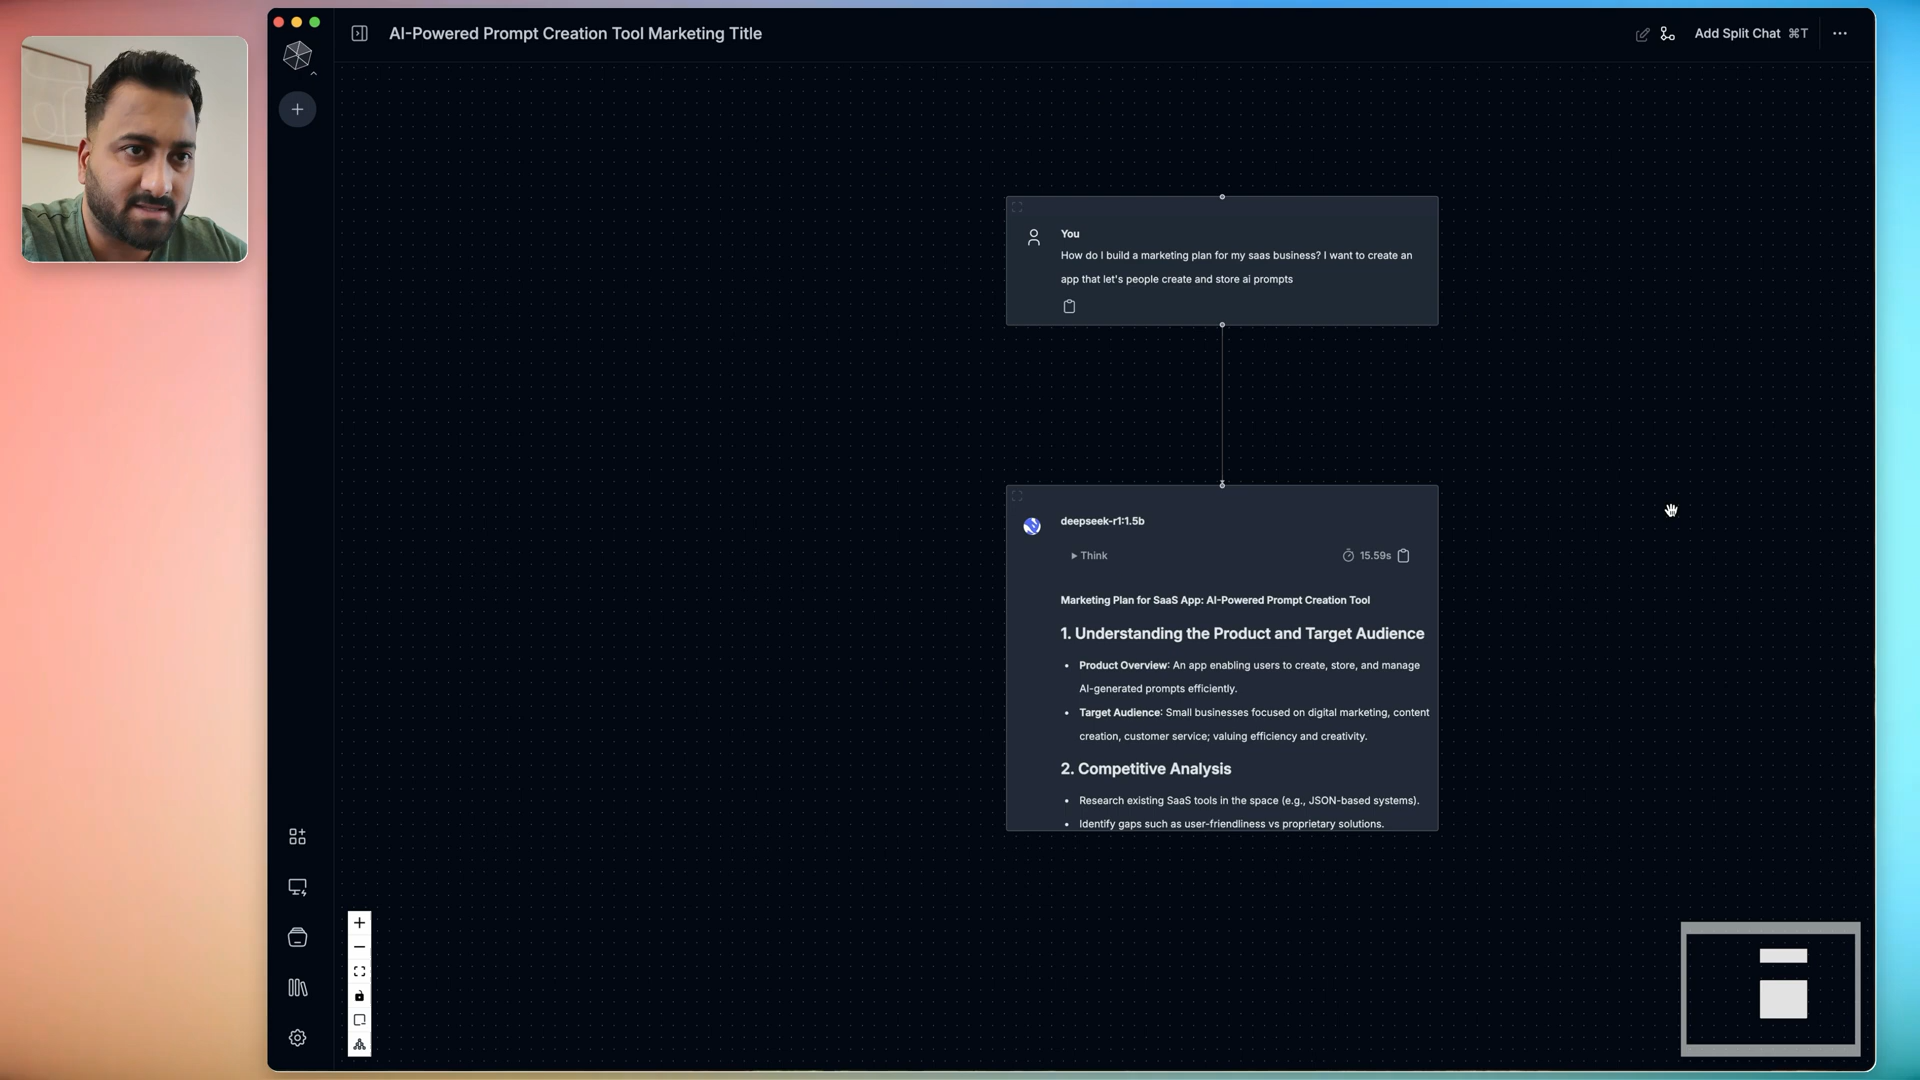 AI-Powered Prompt Creation Tool Marketing Title
Add Split Chat ⌘T
You
How do I build a marketing plan for my saas business? I want to create an
app that let's people create and store ai prompts
deepseek-r1:1.5b
Think
15.59s
Marketing Plan for SaaS App: AI-Powered Prompt Creation Tool
1. Understanding the Product and Target Audience
• Product Overview: An app enabling users to create, store, and manage
AI-generated prompts efficiently.
• Target Audience: Small businesses focused on digital marketing, content
creation, customer service; valuing efficiency and creativity.
2. Competitive Analysis
• Research existing SaaS tools in the space (e.g., JSON-based systems).
• Identify gaps such as user-friendliness vs proprietary solutions.